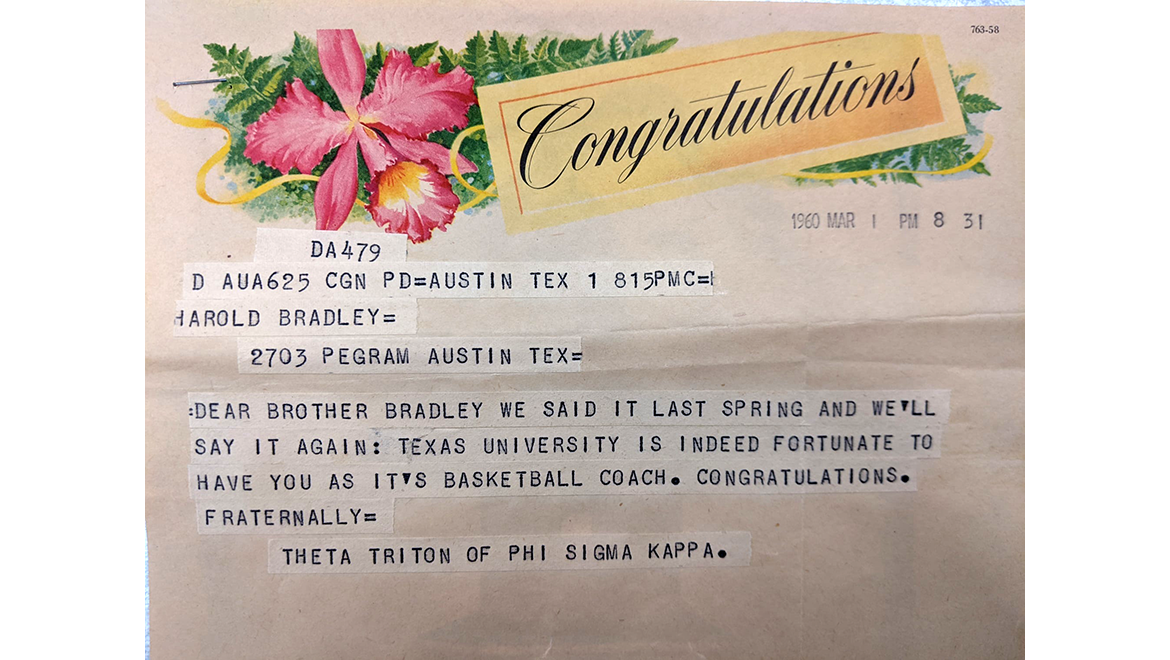 763-58
Congratulations
1960 MAR 1 PM 8 31
DA479
D AUA625 CGN PD=AUSTIN TEX 1 815PMC=
HAROLD BRADLEY=
2703 PEGRAM AUSTIN TEX=
:DEAR BROTHER BRADLEY WE SAID IT LAST SPRING AND WE'LL
SAY IT AGAIN: TEXAS UNIVERSITY IS INDEED FORTUNATE TO
HAVE YOU AS IT'S BASKETBALL COACH. CONGRATULATIONS.
FRATERNALLY=
THETA TRITON OF PHI SIGMA KAPPA.